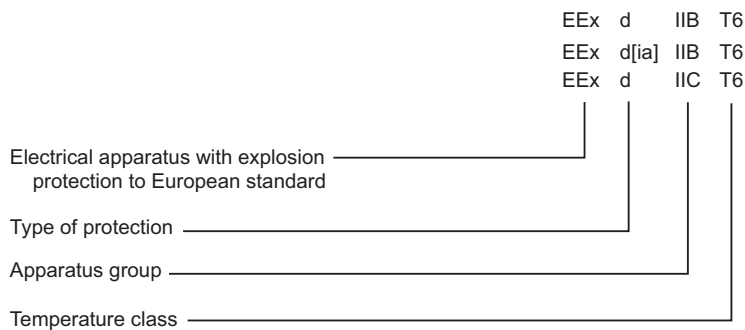 EEx d IIB T6
EEx d[ia] IIB T6
EEx d IIC T6
Electrical apparatus with explosion
protection to European standard
Type of protection
Apparatus group
Temperature class